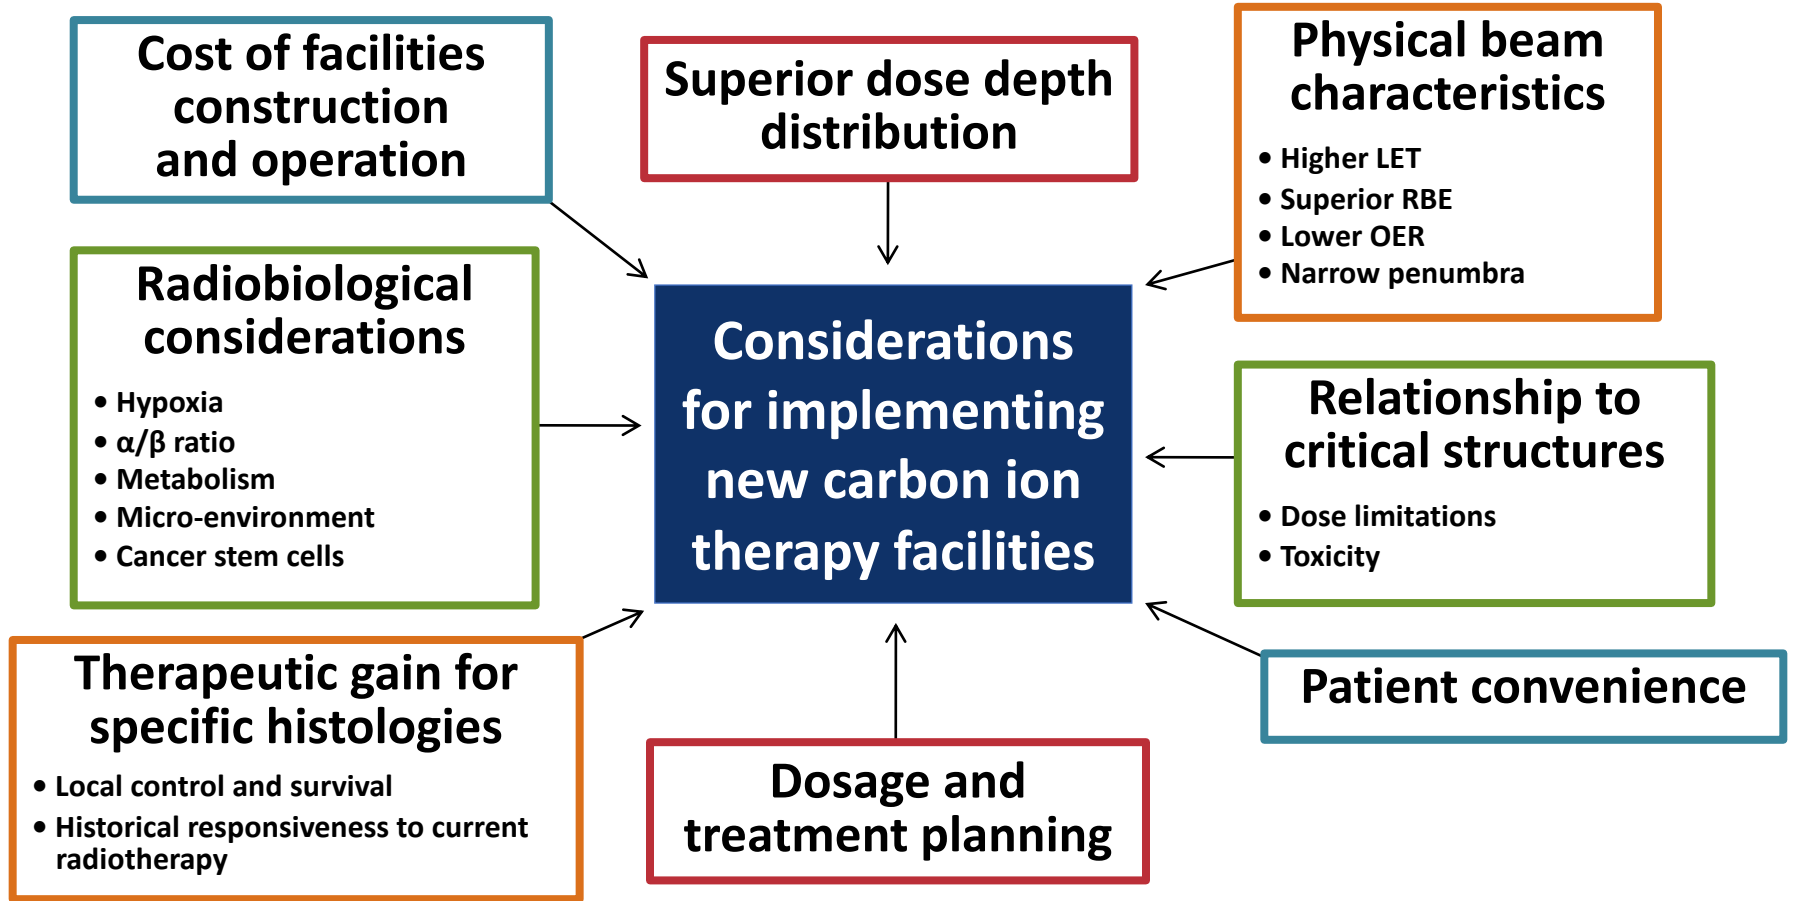 Cost of facilities
construction
and operation
Superior dose depth
distribution
Physical beam
characteristics
• Higher LET
• Superior RBE
• Lower OER
• Narrow penumbra
Radiobiological
considerations
• Hypoxia
• α/β ratio
• Metabolism
• Micro-environment
• Cancer stem cells
Considerations
for implementing
new carbon ion
therapy facilities
Relationship to
critical structures
• Dose limitations
• Toxicity
Therapeutic gain for
specific histologies
• Local control and survival
• Historical responsiveness to current
radiotherapy
Dosage and
treatment planning
Patient convenience